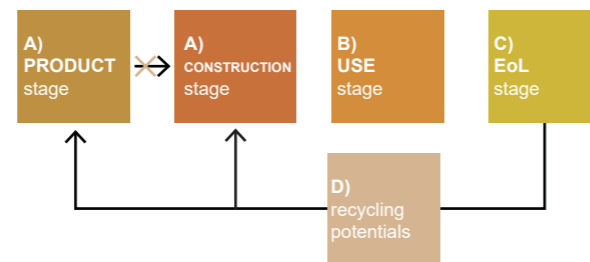 A)
PRODUCT
stage
A)
CONSTRUCTION
stage
B)
USE
stage
C)
EoL
stage
D)
recycling
potentials